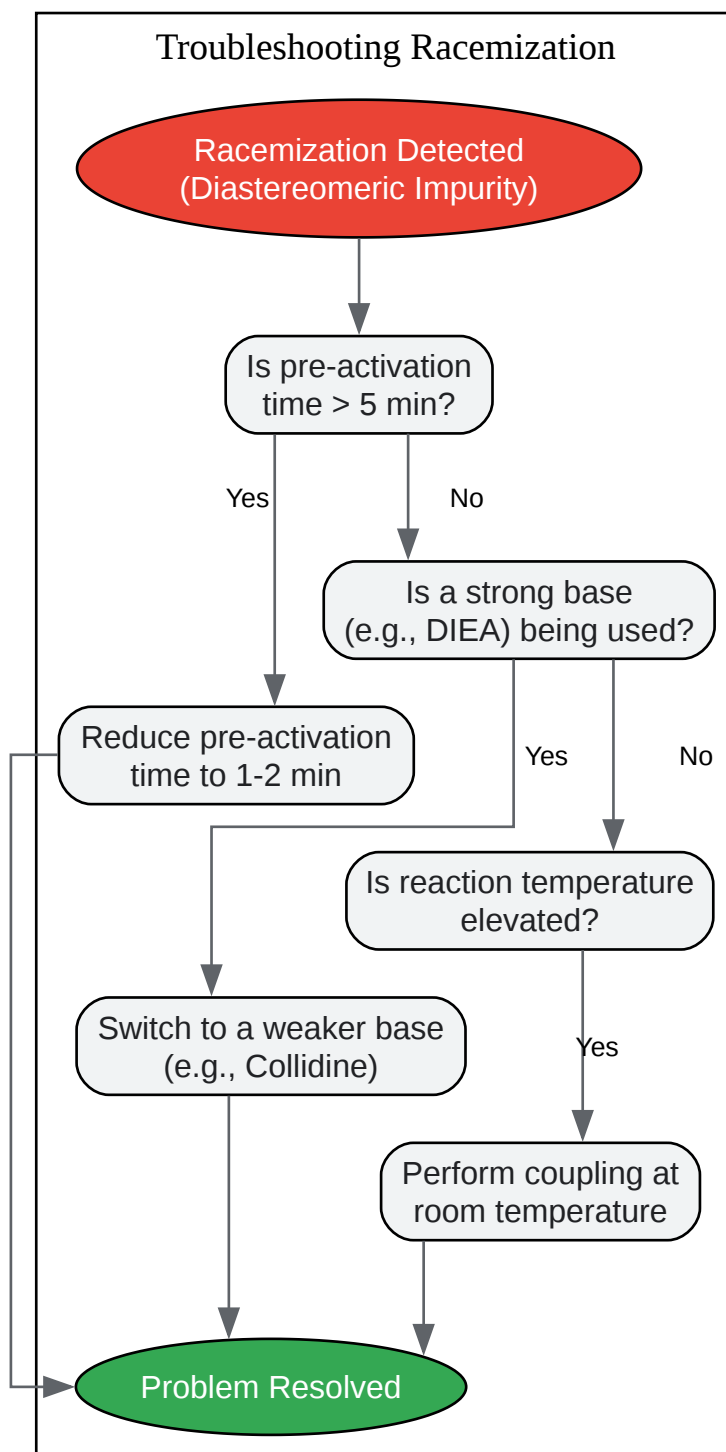 Troubleshooting Racemization
Racemization Detected
(Diastereomeric Impurity)
Is pre-activation
time > 5 min?
Yes
No
Is a strong base
(e.g., DIEA) being used?
Reduce pre-activation
time to 1-2 min
Yes
No
Is reaction temperature
elevated?
Switch to a weaker base
(e.g., Collidine)
Yes
Perform coupling at
room temperature
Problem Resolved